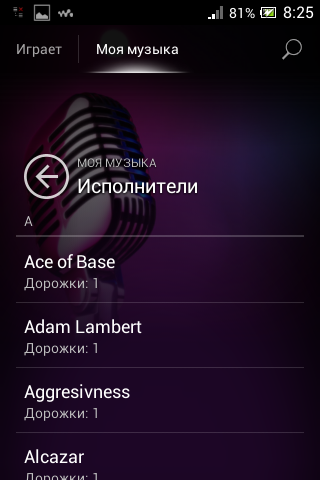 81% 8:25
Играет Моя музыка
МОЯ МУЗЫКА
Исполнители
A
Ace of Base
Дорожки: 1
Adam Lambert
Дорожки: 1
Aggresivness
Дорожки: 1
Alcazar
Дорожки: 1